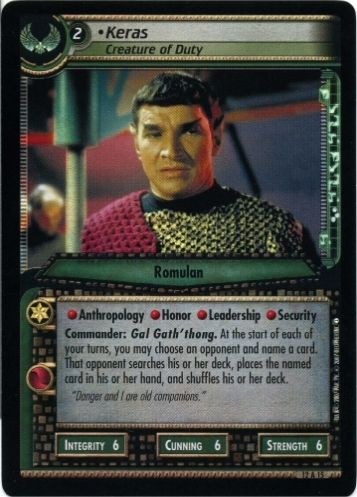 2 •Keras
Creature of Duty
Romulan
•Anthropology •Honor •Leadership •Security
Commander: Gal Gath'thong. At the start of each of
your turns, you may choose an opponent and name a card.
That opponent searches his or her deck, places the
named card in his or her hand, and shuffles his or her deck.
"Danger and I are old companions."
INTEGRITY 6 CUNNING 6 STRENGTH 6